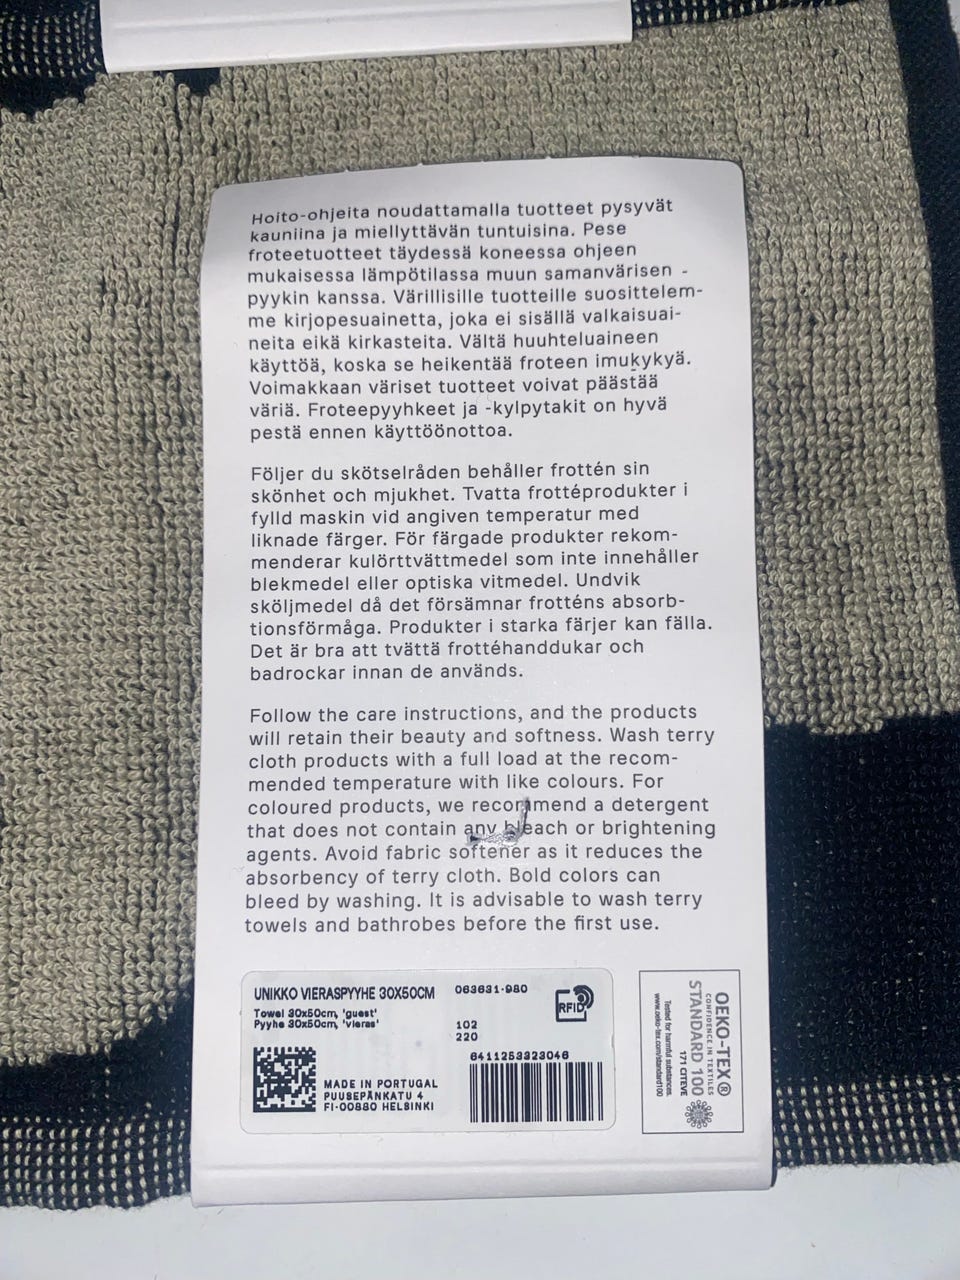 Hoito-ohjeita noudattamalla tuotteet pysyvät
kauniina ja miellyttävän tuntuisina. Pese
froteetuotteet täydessä koneessa ohjeen
mukaisessa lämpötilassa muun samanvärisen -
pyykin kanssa. Värillisille tuotteille suosittelem-
me kirjopesuainetta, joka ei sisällä valkaisuai-
neita eikä kirkasteita. Vältä huuhteluaineen
käyttöä, koska se heikentää froteen imukykyä.
Voimakkaan väriset tuotteet voivat päästää
väriä. Froteepyyhkeet ja -kylpytakit on hyvä
pestä ennen käyttöönottoa.
Följer du skötselråden behåller frottén sin
skönhet och mjukhet. Tvatta frottéprodukter i
fylld maskin vid angiven temperatur med
liknade färger. För färgade produkter rekom-
menderar kulörttvättmedel som inte innehåller
blekmedel eller optiska vitmedel. Undvik
sköljmedel då det försämnar frotténs absorb-
tionsförmåga. Produkter i starka färjer kan fälla.
Det är bra att tvättä frottéhanddukar och
badrockar innan de används.
Follow the care instructions, and the products
will retain their beauty and softness. Wash terry
cloth products with a full load at the recom-
mended temperature with like colours. For
coloured products, we recommend a detergent
that does not contain any bleach or brightening
agents. Avoid fabric softener as it reduces the
absorbency of terry cloth. Bold colors can
bleed by washing. It is advisable to wash terry
towels and bathrobes before the first use.
UNIKKO VIERASPYYHE 30X50CM
Towel 30x50cm, 'guest'
Pyyhe 30x50cm, 'vieras'
063631-980
102
220
RFID
6411253323046
MADE IN PORTUGAL
PUUSEPÄNKATU 4
FI-00880 HELSINKI
OEKO-TEX®
CONFIDENCE IN TEXTILES
STANDARD 100
171 CITEVE
Tested for harmful substances.
www.oeko-tex.com/standard100